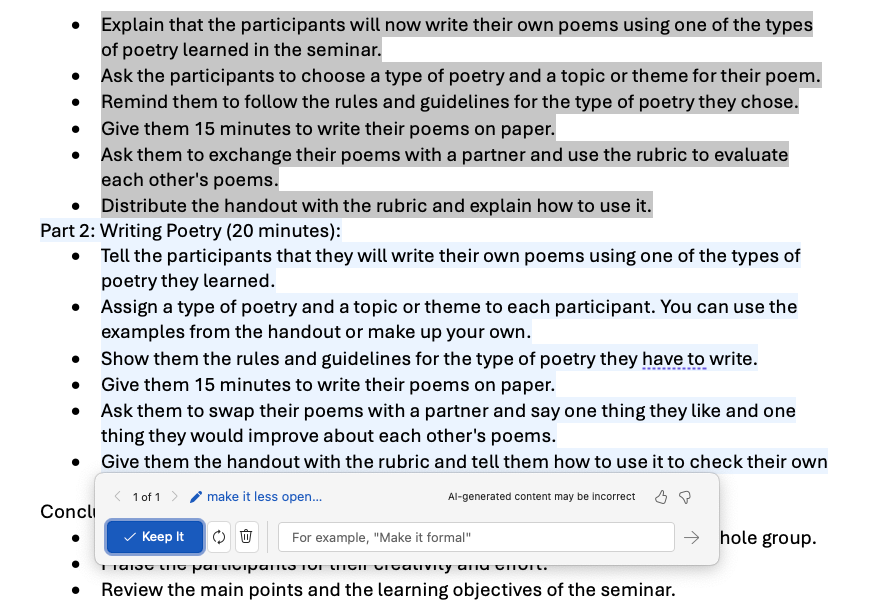 • Explain that the participants will now write their own poems using one of the types
of poetry learned in the seminar.
• Ask the participants to choose a type of poetry and a topic or theme for their poem.
• Remind them to follow the rules and guidelines for the type of poetry they chose.
• Give them 15 minutes to write their poems on paper.
• Ask them to exchange their poems with a partner and use the rubric to evaluate
each other's poems.
• Distribute the handout with the rubric and explain how to use it.
Part 2: Writing Poetry (20 minutes):
• Tell the participants that they will write their own poems using one of the types of
poetry they learned.
• Assign a type of poetry and a topic or theme to each participant. You can use the
examples from the handout or make up your own.
• Show them the rules and guidelines for the type of poetry they have to write.
• Give them 15 minutes to write their poems on paper.
• Ask them to swap their poems with a partner and say one thing they like and one
thing they would improve about each other's poems.
• Give them the handout with the rubric and tell them how to use it to check their own
1 of 1 make it less open... AI-generated content may be incorrect
Conclu
Keep It For example, "Make it formal"
• hole group.
• Praise the participants for their creativity and effort.
• Review the main points and the learning objectives of the seminar.